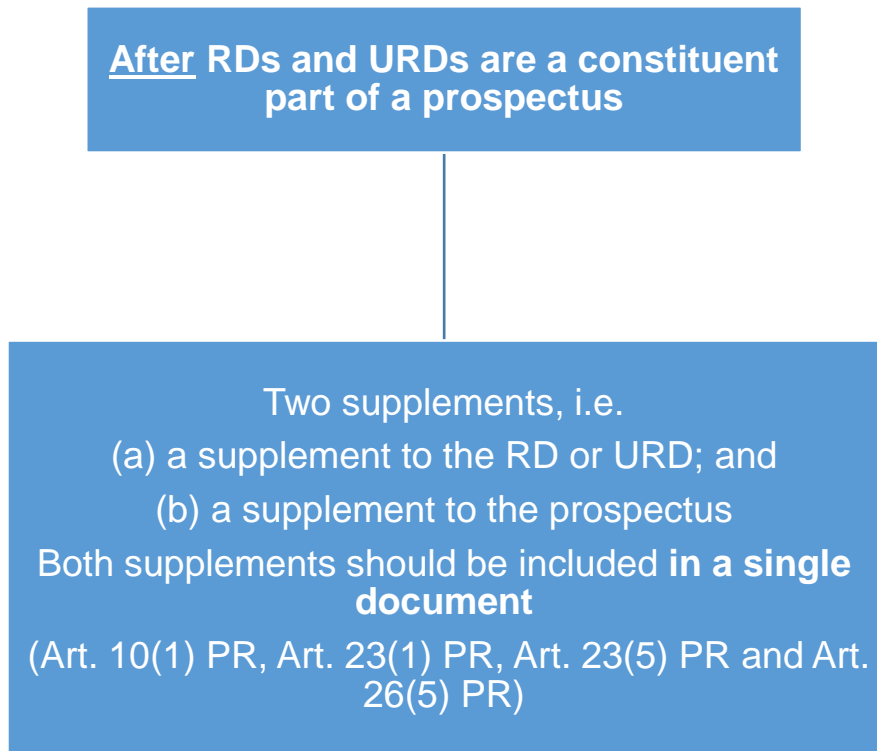 After RDs and URDs are a constituent
part of a prospectus
Two supplements, i.e.
(a) a supplement to the RD or URD; and
(b) a supplement to the prospectus
Both supplements should be included in a single
document
(Art. 10(1) PR, Art. 23(1) PR, Art. 23(5) PR and Art.
26(5) PR)